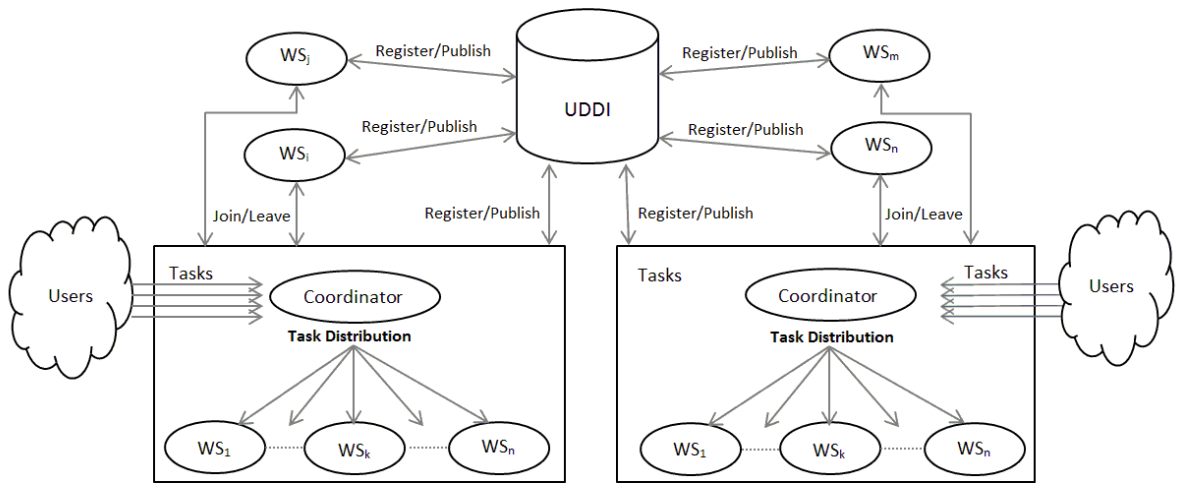 WSj
Register/Publish
UDDI
Register/Publish
WSm
WSi
Register/Publish
Register/Publish
WSn
Join/Leave
Register/Publish
Register/Publish
Join/Leave
Users
Tasks
Coordinator
Task Distribution
WS1
WSk
WSn
Tasks
Coordinator
Tasks
Users
Task Distribution
WS1
WSk
WSn